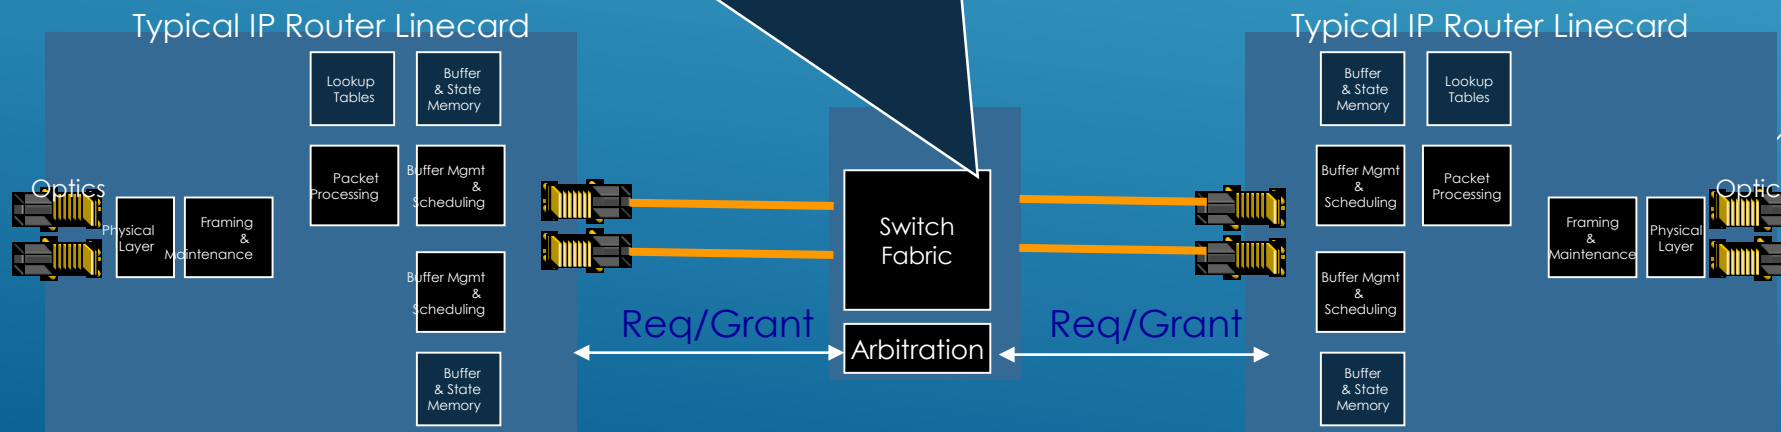 Typical IP Router Linecard
Typical IP Router Linecard
Lookup
Tables
Buffer
& State
Memory
Packet
Processing
Buffer Mgmt
&
Scheduling
Optics
Physical
Layer
Framing
&
Maintenance
Buffer Mgmt
&
Scheduling
Buffer
& State
Memory
Switch
Fabric
Req/Grant
Arbitration
Req/Grant
Buffer
& State
Memory
Lookup
Tables
Buffer Mgmt
&
Scheduling
Packet
Processing
Framing
&
Maintenance
Physical
Layer
Optic
Buffer Mgmt
&
Scheduling
Buffer
& State
Memory